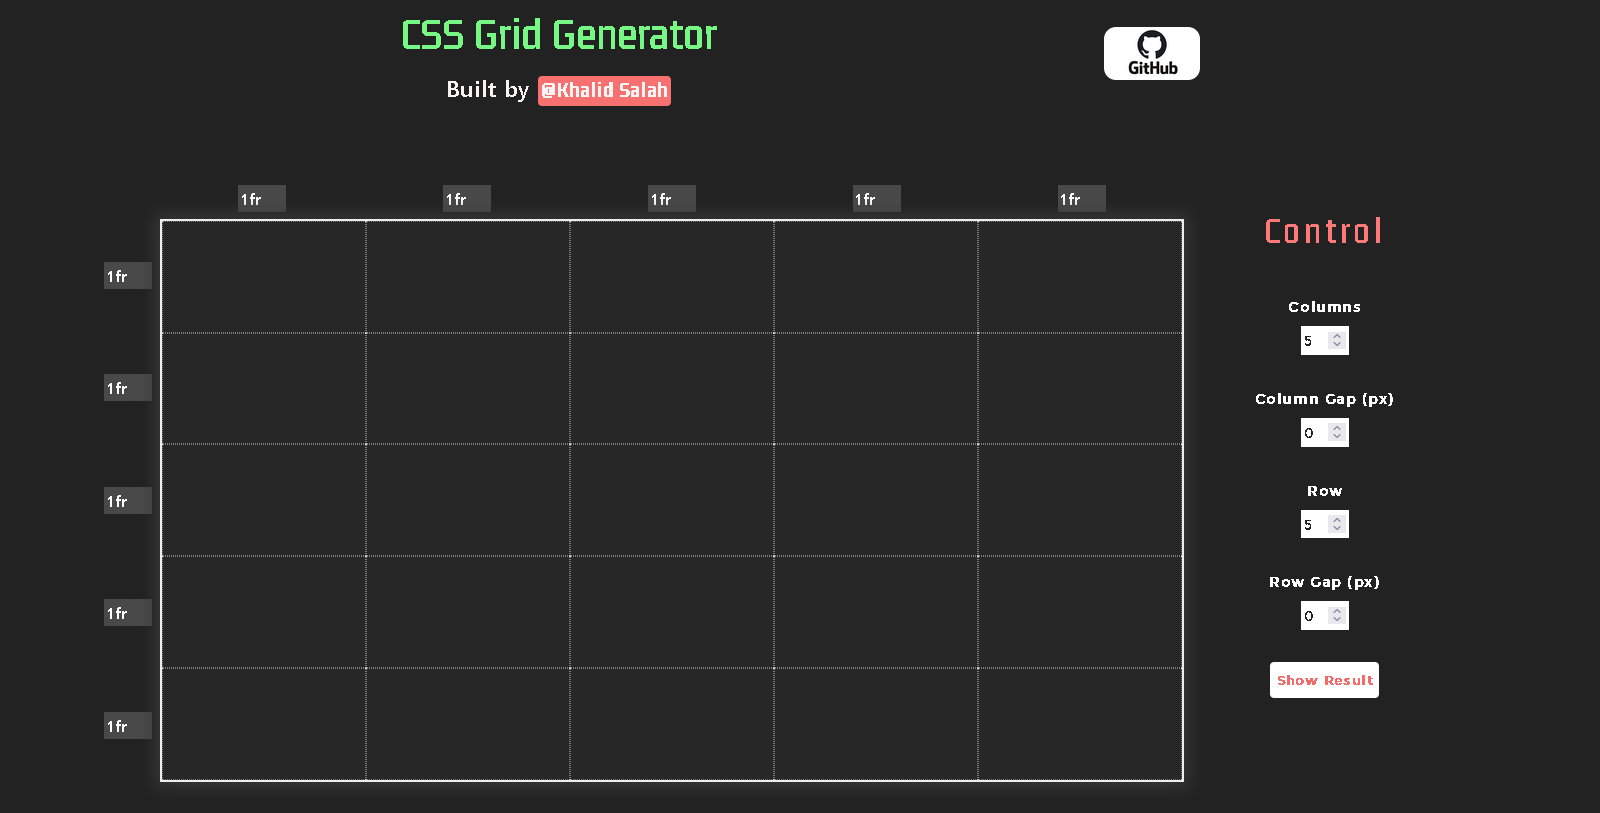 CSS Grid Generator
Built by @Khalid Salah
GitHub
1fr 1fr 1fr 1fr 1fr
1fr
1fr
1fr
1fr
1fr
Control
Columns
5
Column Gap (px)
0
Row
5
Row Gap (px)
0
Show Result